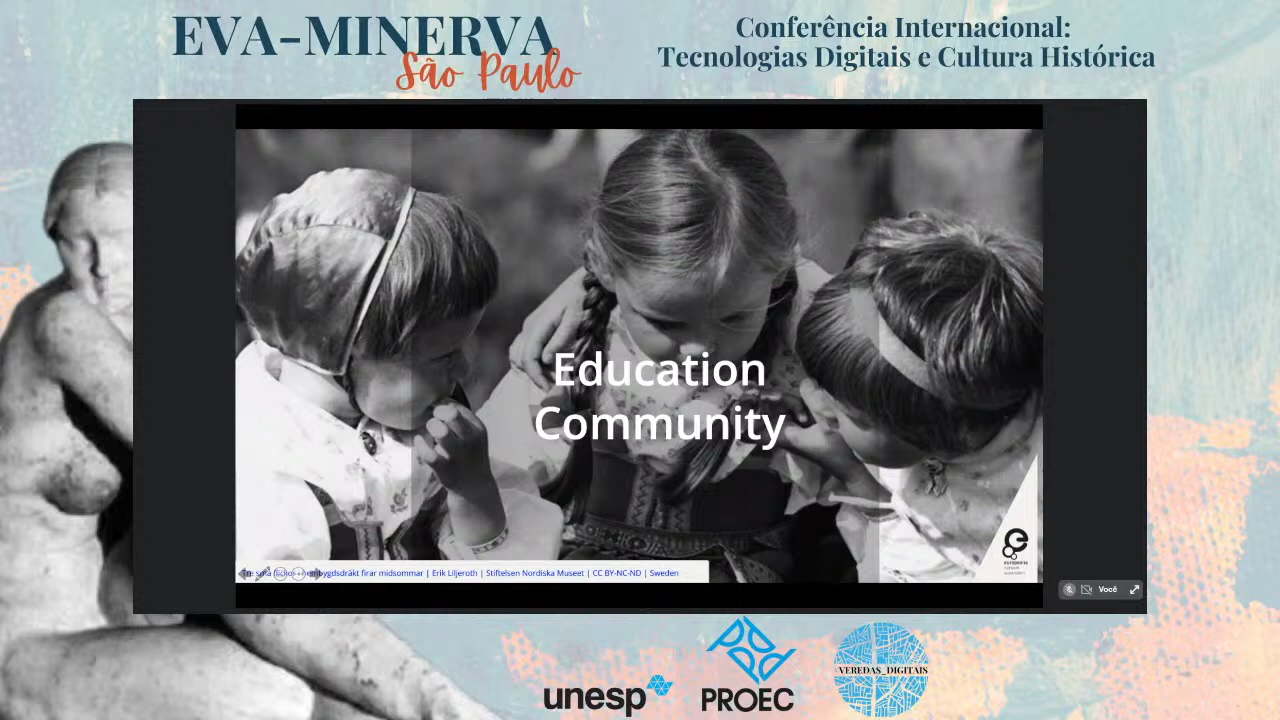 EVA-MINERVA
São Paulo
Conferência Internacional:
Tecnologias Digitais e Cultura Histórica
Education
Community
firar midsommar | Erik Liljeroth | Stiftelsen Nordiska Museet | CC BY-NC-ND | Sweden
europeana
Você
unesp
PROEC
VEREDAS_DIGITAIS